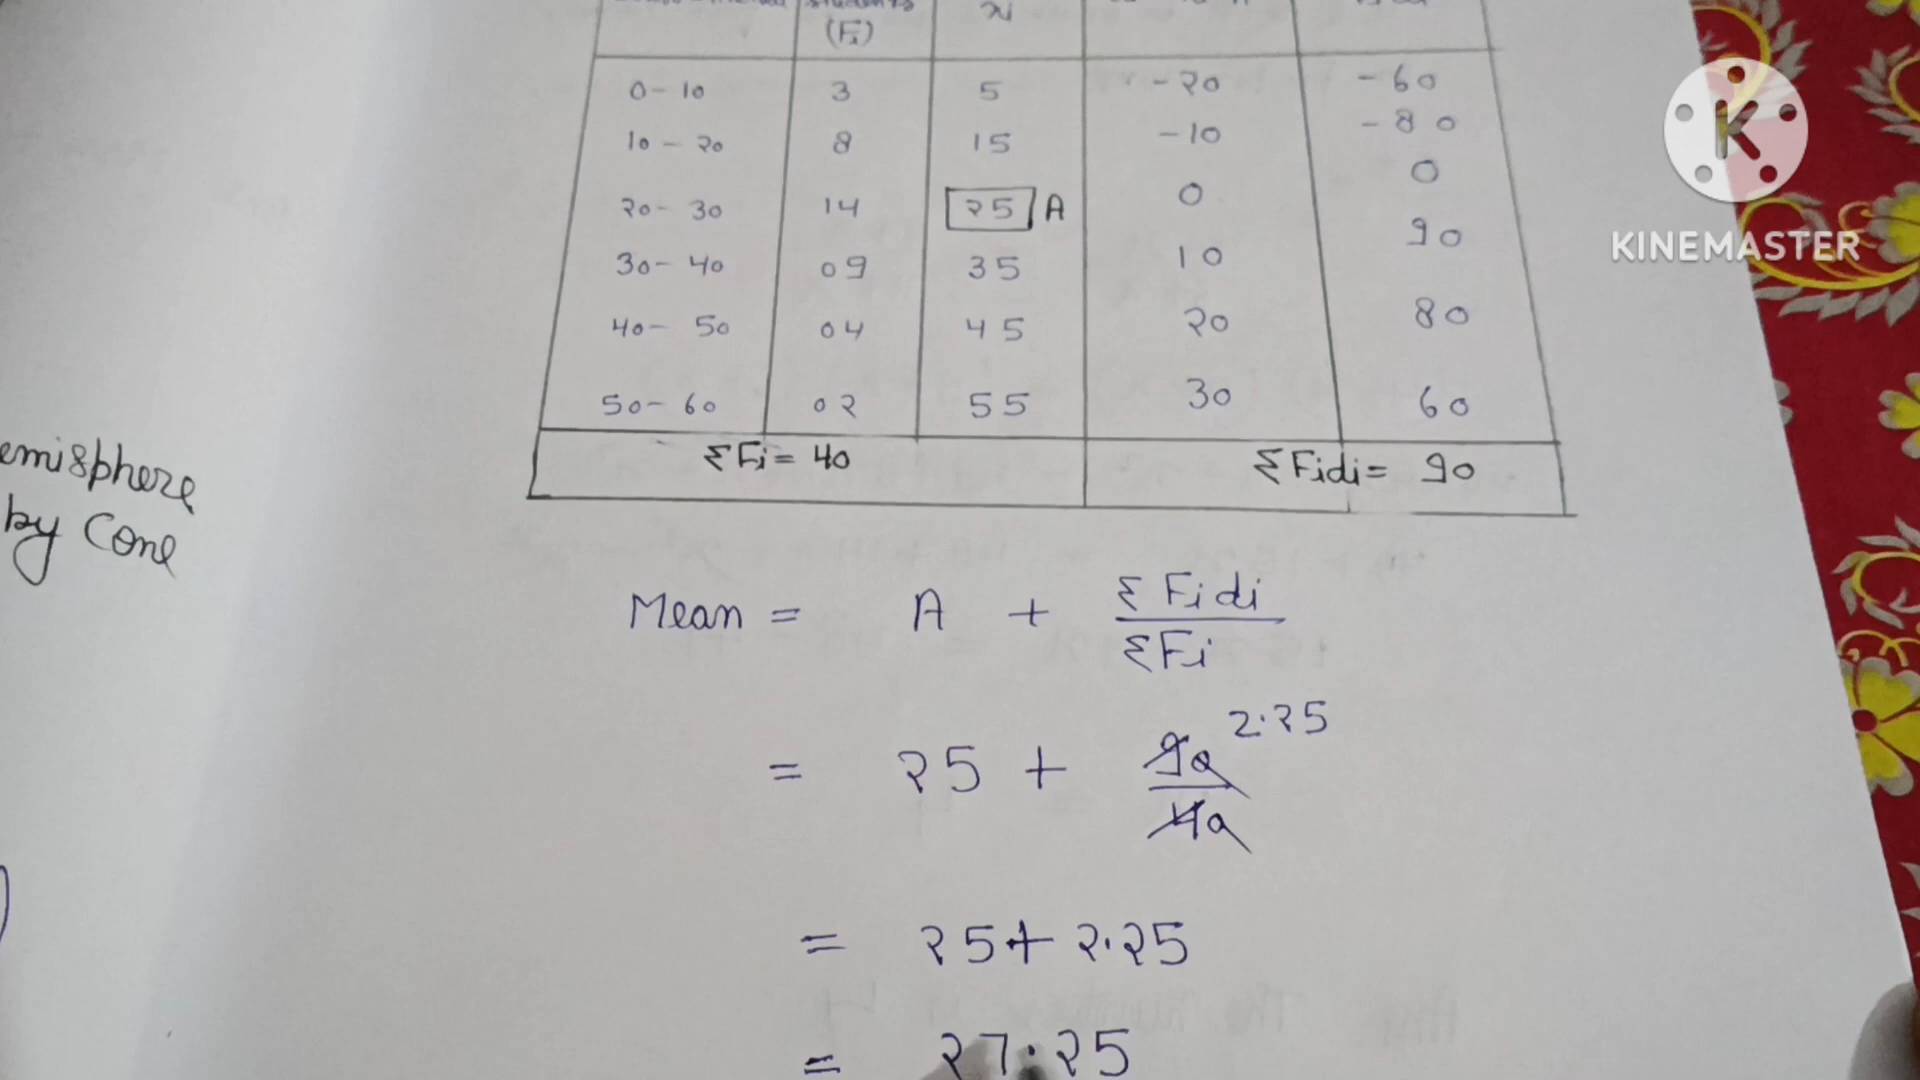 students
(Fi)
xi
0-10 3 5 -20 -60
10-20 8 15 -10 -80
20-30 14 25 A 0 0
30-40 09 35 10 90
40-50 04 45 20 80
50-60 02 55 30 60
ΣFi = 40 ΣFidi = 90
emisphere
by Cone
Mean = A + ΣFidi / ΣFi
= 25 + 90/40 2.25
= 25 + 2.25
= 27.25
KINEMASTER